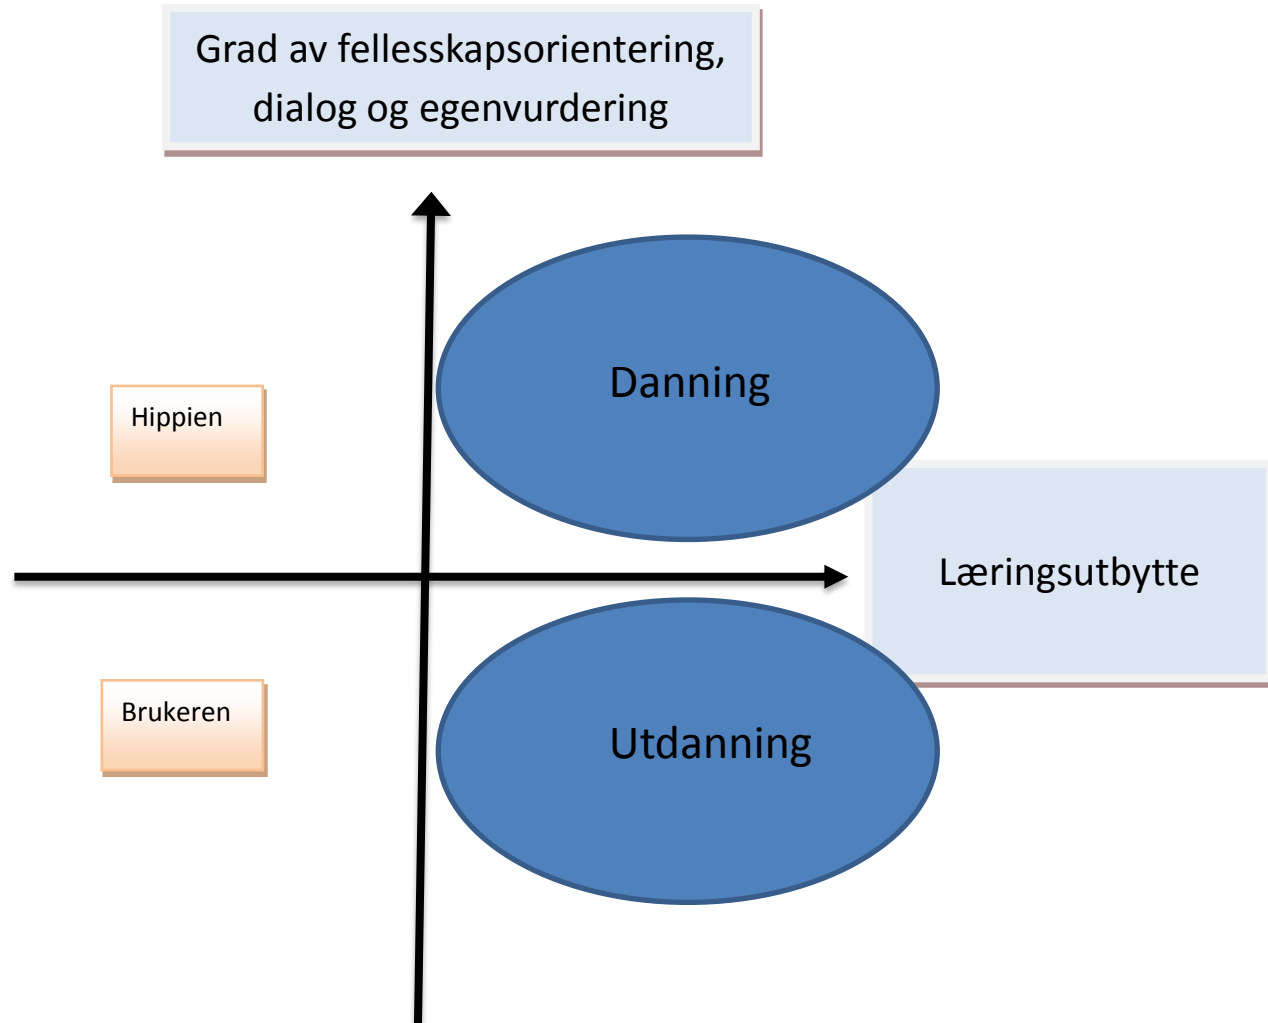 Grad av fellesskapsorientering,
dialog og egenvurdering
Danning
Hippien
Læringsutbytte
Brukeren
Utdanning